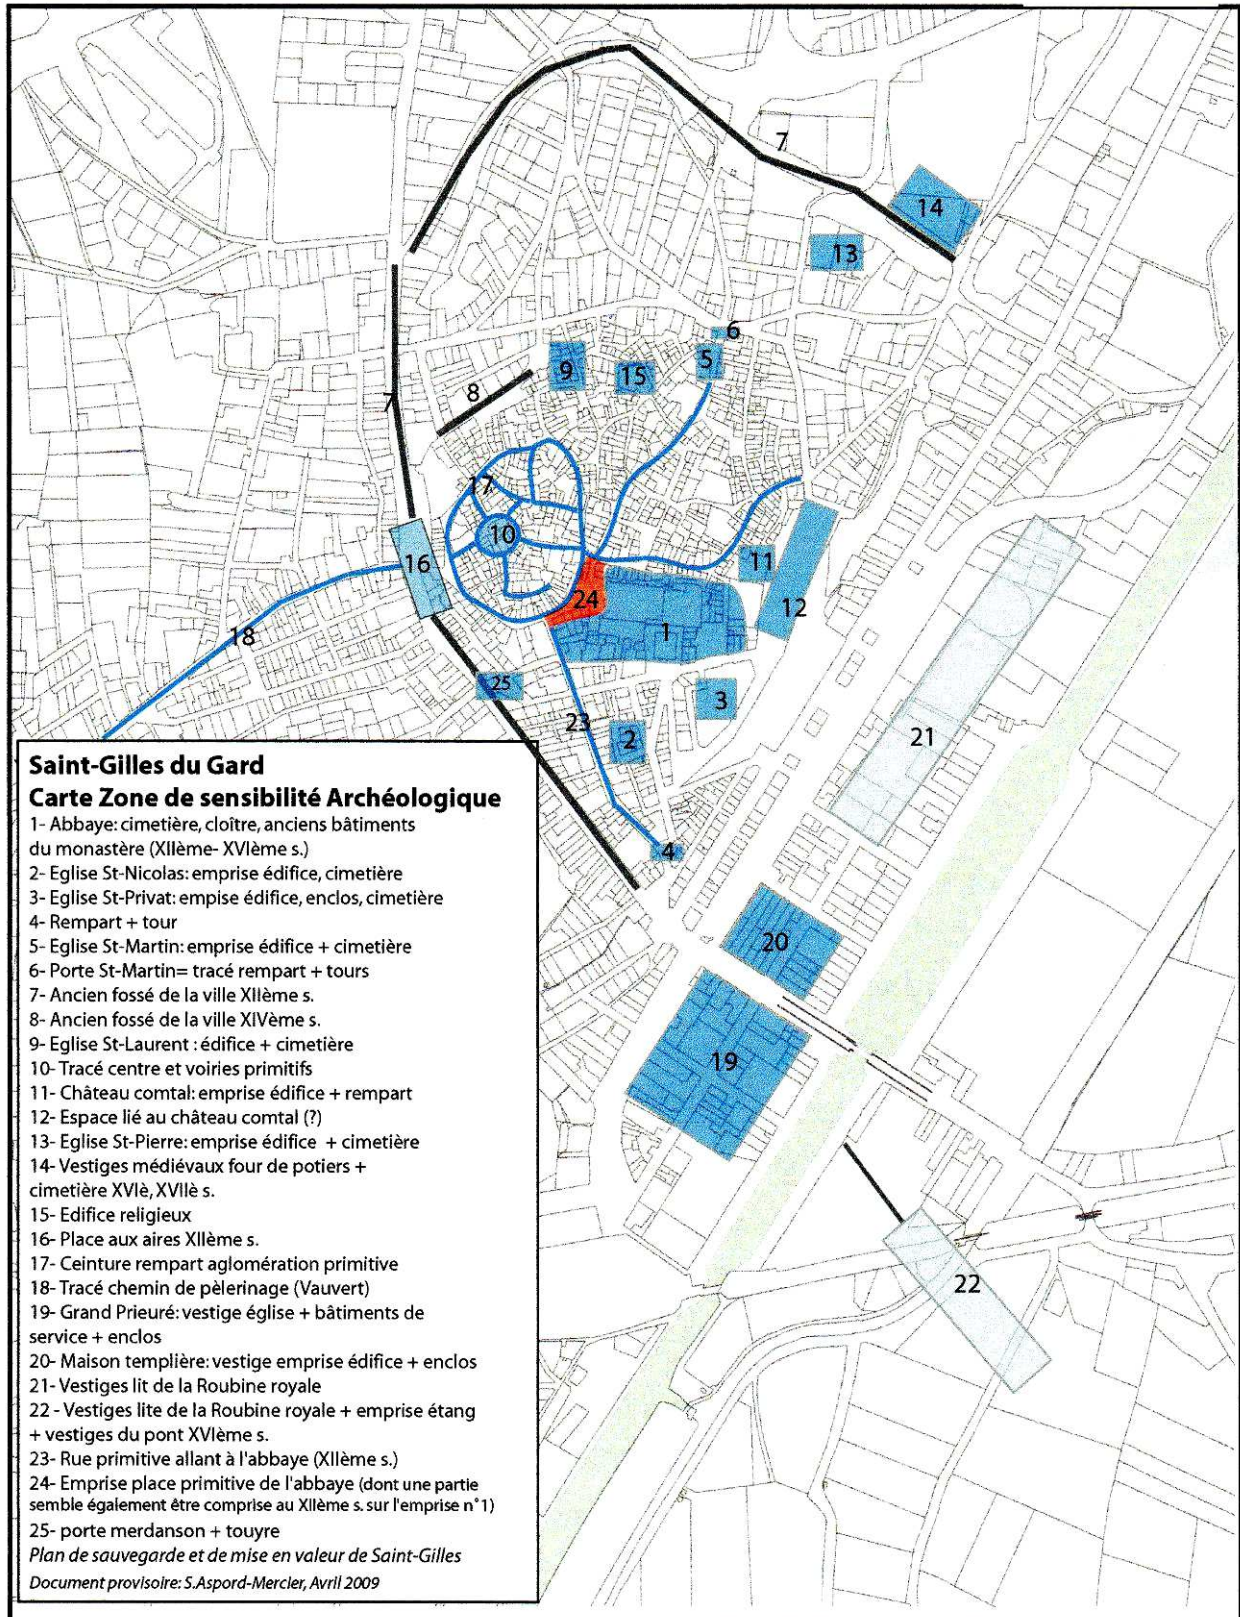 7
14
13
6
5
9
15
8
7
17
10
16
11
12
24
1
18
25
3
23
2
21
4
20
19
22
Saint-Gilles du Gard
Carte Zone de sensibilité Archéologique
1- Abbaye: cimetière, cloître, anciens bâtiments
du monastère (XIIème- XVIème s.)
2- Eglise St-Nicolas: emprise édifice, cimetière
3- Eglise St-Privat: empise édifice, enclos, cimetière
4- Rempart + tour
5- Eglise St-Martin: emprise édifice + cimetière
6- Porte St-Martin= tracé rempart + tours
7- Ancien fossé de la ville XIIème s.
8- Ancien fossé de la ville XIVème s.
9- Eglise St-Laurent : édifice + cimetière
10- Tracé centre et voiries primitifs
11- Château comtal: emprise édifice + rempart
12- Espace lié au château comtal (?)
13- Eglise St-Pierre: emprise édifice + cimetière
14- Vestiges médiévaux four de potiers +
cimetière XVIè, XVIIè s.
15- Edifice religieux
16- Place aux aires XIIème s.
17- Ceinture rempart aglomération primitive
18- Tracé chemin de pèlerinage (Vauvert)
19- Grand Prieuré: vestige église + bâtiments de
service + enclos
20- Maison templière: vestige emprise édifice + enclos
21- Vestiges lit de la Roubine royale
22 - Vestiges lite de la Roubine royale + emprise étang
+ vestiges du pont XVIème s.
23- Rue primitive allant à l'abbaye (XIIème s.)
24- Emprise place primitive de l'abbaye (dont une partie
semble également être comprise au XIIème s. sur l'emprise n°1)
25- porte merdanson + touyre
Plan de sauvegarde et de mise en valeur de Saint-Gilles
Document provisoire: S.Aspord-Mercier, Avril 2009